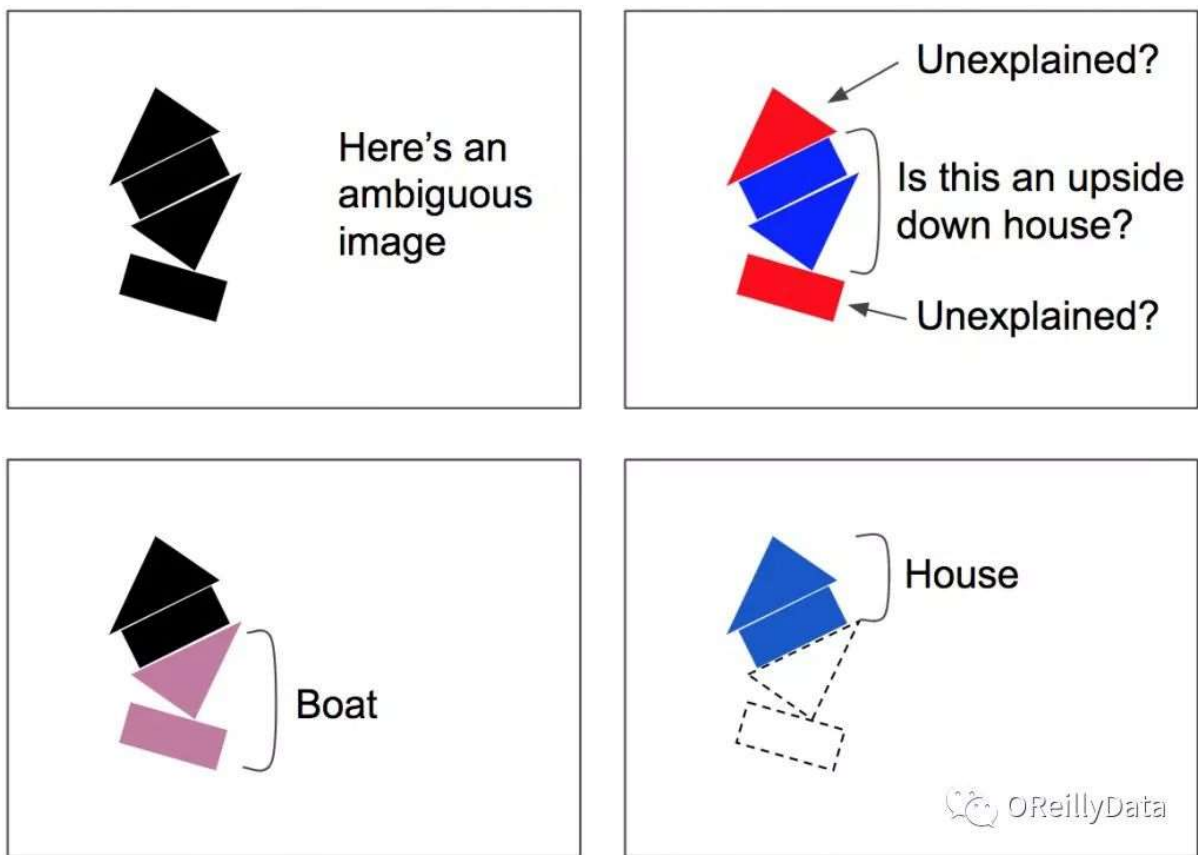 Here's an
ambiguous
image
Unexplained?
Is this an upside
down house?
Unexplained?
Boat
House
OReillyData